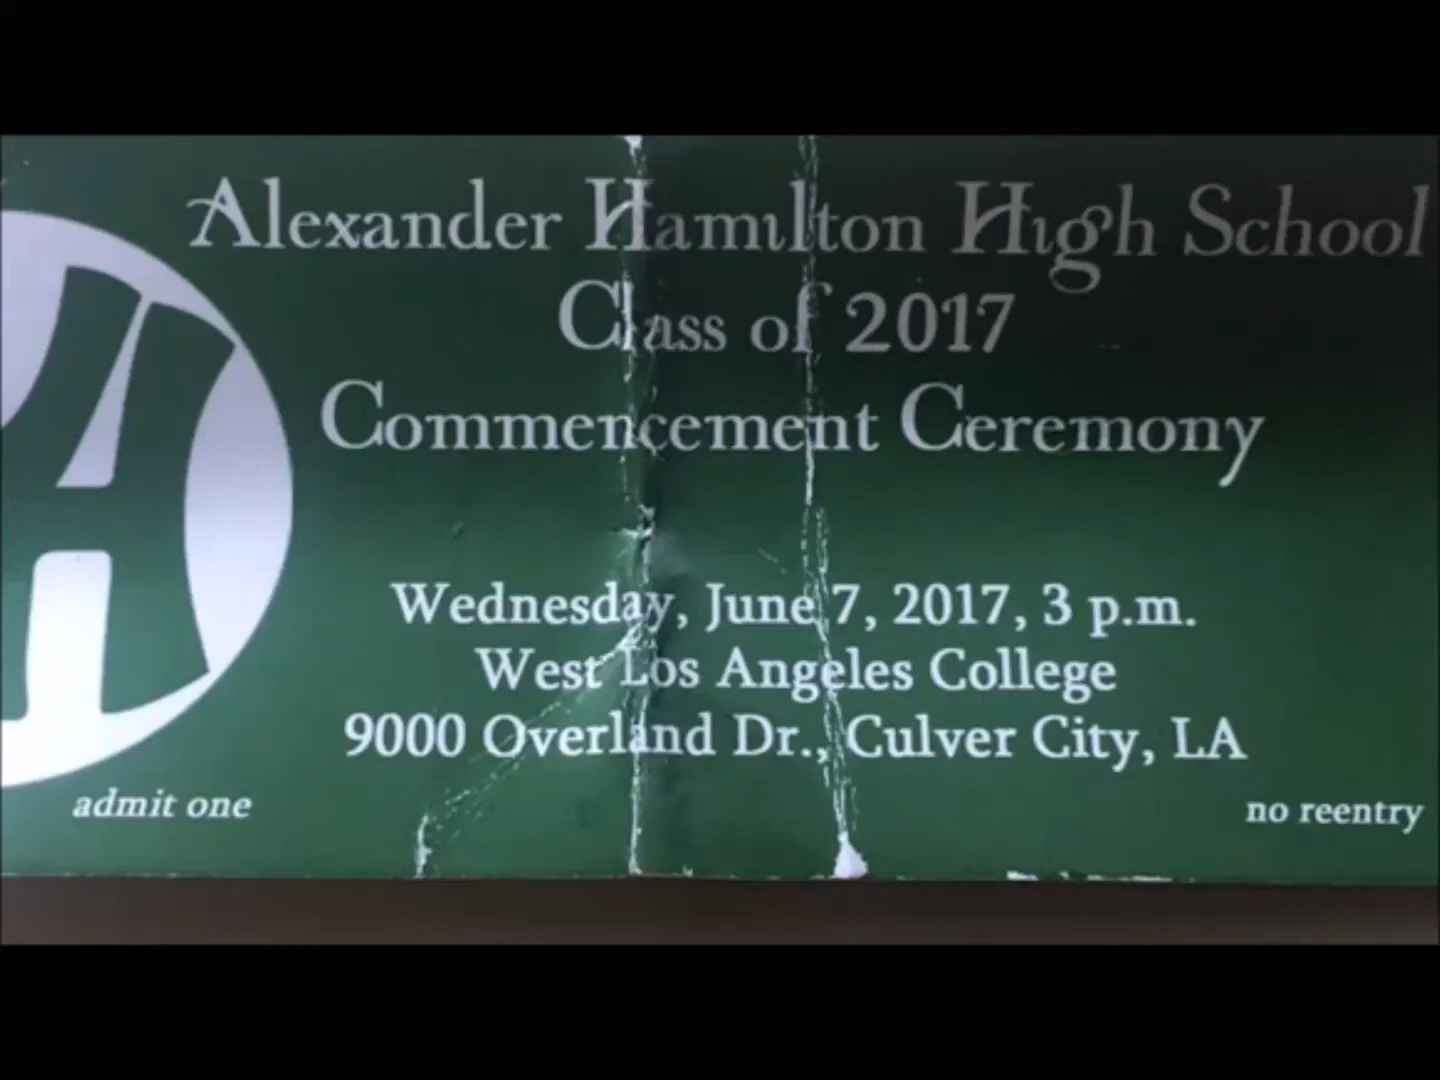 Alexander Hamilton High School
Class of 2017
Commencement Ceremony
Wednesday, June 7, 2017, 3 p.m.
West Los Angeles College
9000 Overland Dr., Culver City, LA
admit one
no reentry